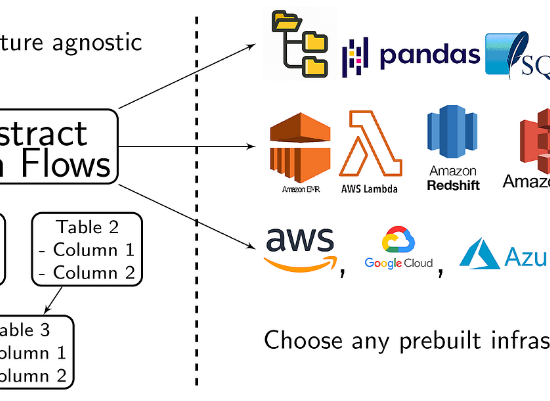 ture agnostic
stract
n Flows
Table 2
- Column 1
- Column 2
able 3
olumn 1
olumn 2
pandas
SQ
Amazon EMR
AWS Lambda
Amazon
Redshift
Amazo
aws
Google Cloud
,
,
Azu
Choose any prebuilt infras